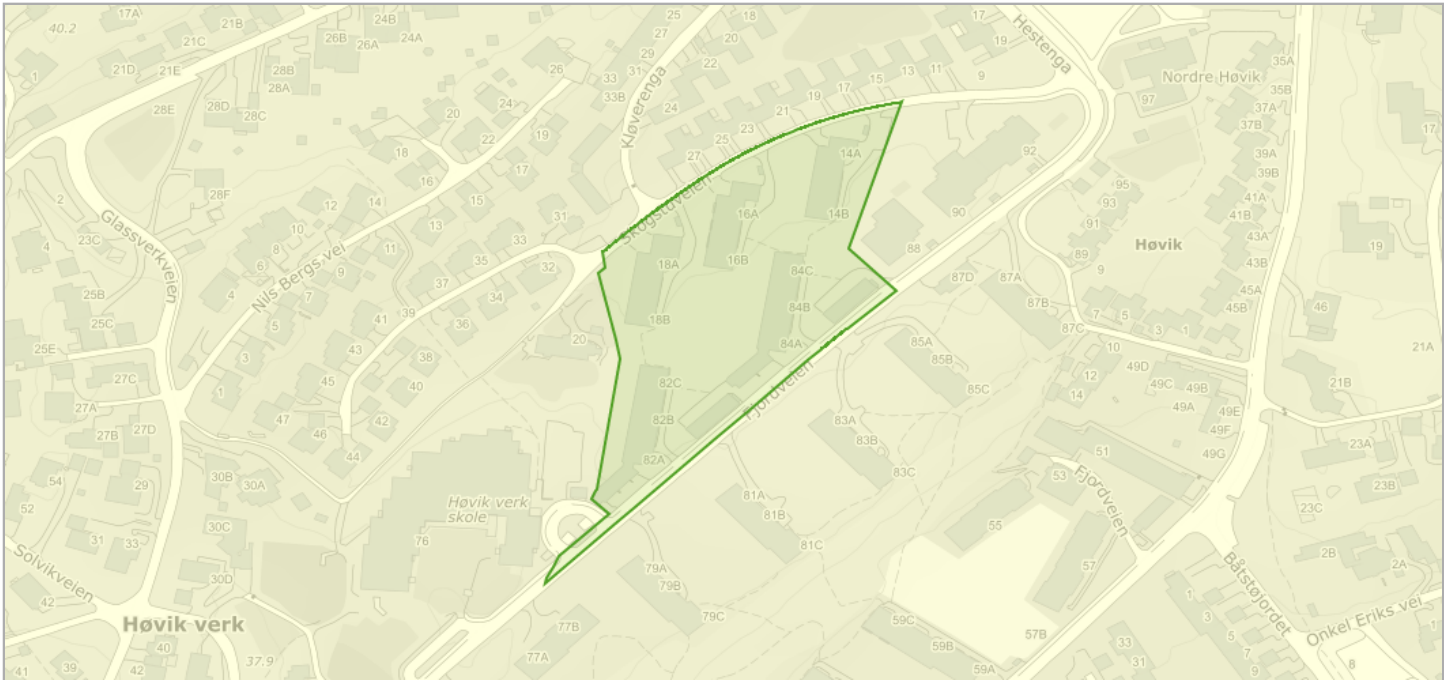 40.2
17A
21B
24B
21C
26B
26A
24A
21D
21E
1
28B
28A
28E
28D
28C
26
25
27
29
31
33
33B
18
20
22
24
Kløverenga
17
19
Hestenga
9
11
13
15
17
19
21
23
25
27
Nordre Høvik
97
35A
35B
37A
37B
39A
39B
41A
41B
43A
43B
45A
45B
17
19
46
21A
21B
24
20
22
19
18
16
17
15
14
12
13
10
8
6
11
9
4
7
5
3
1
28F
2
4
23C
Glassverkveien
Nils Bergs vei
25B
25C
25E
27C
27A
27B
27D
31
33
35
32
37
34
39
36
41
43
38
45
40
47
46
42
44
20
Skogstuveien
14A
14B
16A
16B
18A
18B
84C
84B
84A
82C
82B
82A
92
90
88
95
93
91
89
9
7
5
3
1
Høvik
87D
87A
87B
87C
85A
85B
85C
Fjordveien
83A
83B
83C
81A
81B
81C
79A
79B
79C
77B
77A
10
12
14
49D
49C
49B
49A
49E
49F
49G
51
53
55
57
57B
Fjordveien
59C
59B
59A
23A
23B
23C
2B
2A
Båtstøjordet
Onkel Eriks vei
1
3
5
7
9
8
33
31
1
54
52
29
31
33
30B
30A
30C
30D
Solvikveien
42
41
39
40
42
37.9
Høvik verk
Høvik verk
skole
76